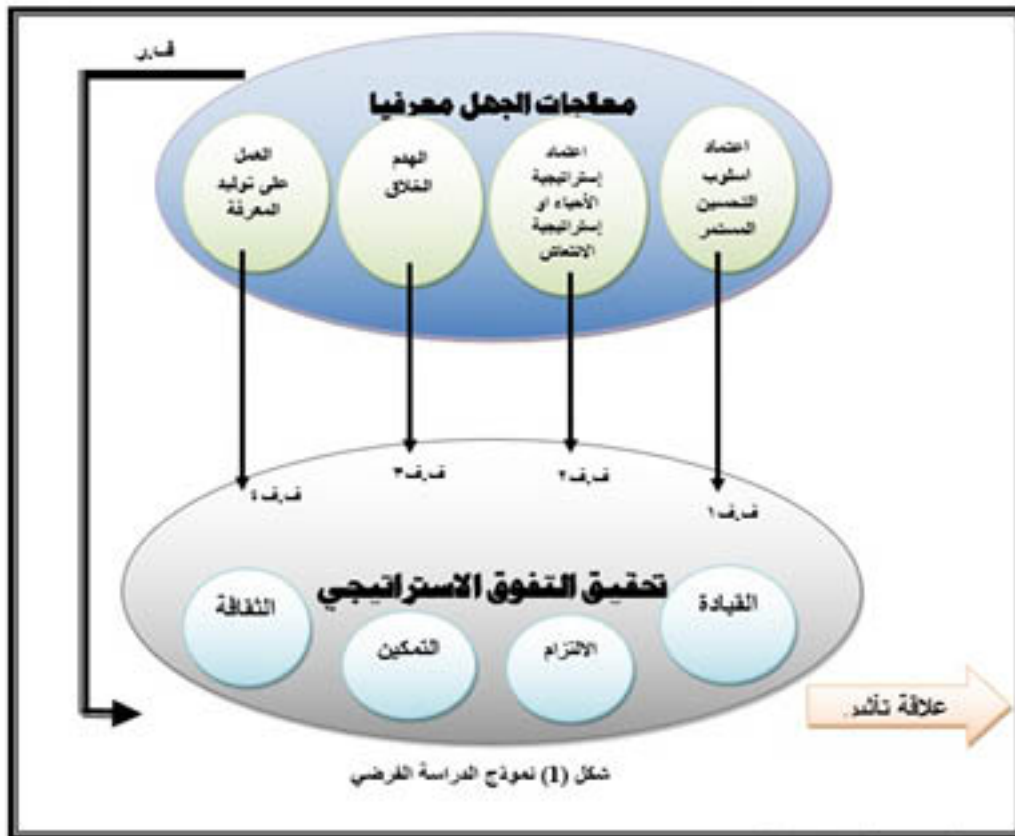 ف.ر
معالجات الجهل معرفيا
اعتماد
اسلوب
التحسين
المستمر
اعتماد
إستراتيجية
الأحياء او
إستراتيجية
الانتعاش
الهدم
الخلاق
العمل
على توليد
المعرفة
ف.ف١
ف.ف٢
ف.ف٣
ف.ف٤
تحقيق التفوق الاستراتيجي
القيادة
الالتزام
التمكين
الثقافة
علاقة تأثير
شكل (1) نموذج الدراسة الفرضي